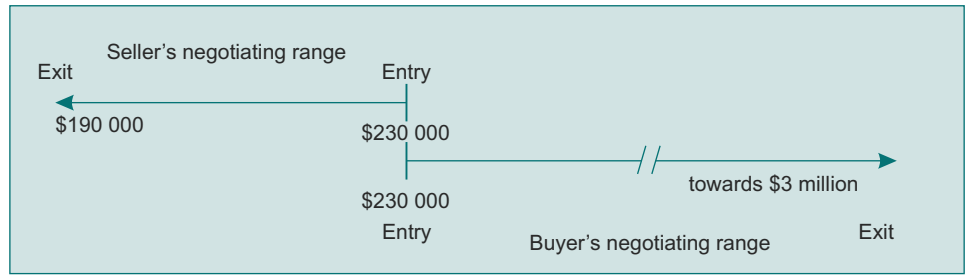 Seller’s negotiating range
Exit
Entry
$190 000
$230 000
towards $3 million
$230 000
Entry
Exit
Buyer’s negotiating range